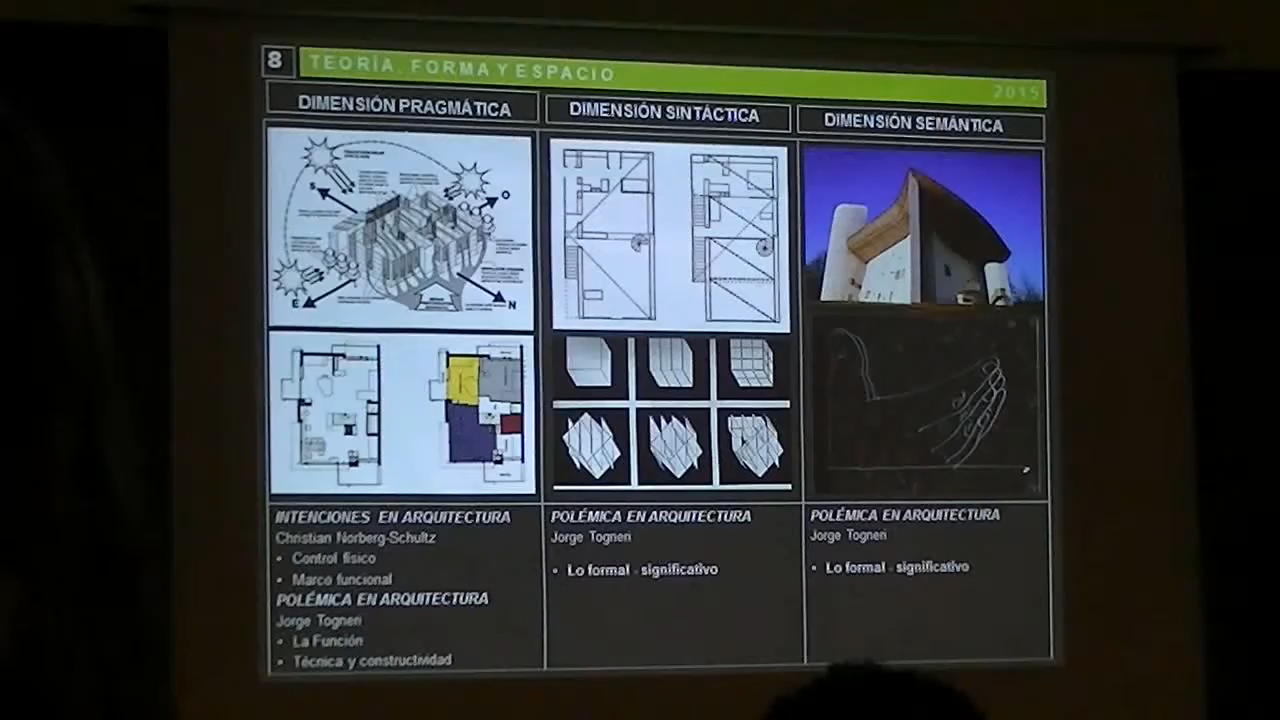 8
TEORÍA, FORMA Y ESPACIO
2015
DIMENSIÓN PRAGMÁTICA
DIMENSIÓN SINTÁCTICA
DIMENSIÓN SEMÁNTICA
S
O
E
N
INTENCIONES EN ARQUITECTURA
Christian Norberg-Schultz
• Control físico
• Marco funcional
POLÉMICA EN ARQUITECTURA
Jorge Togneri
• La Función
• Técnica y constructividad
POLÉMICA EN ARQUITECTURA
Jorge Togneri
• Lo formal - significativo
POLÉMICA EN ARQUITECTURA
Jorge Togneri
• Lo formal - significativo